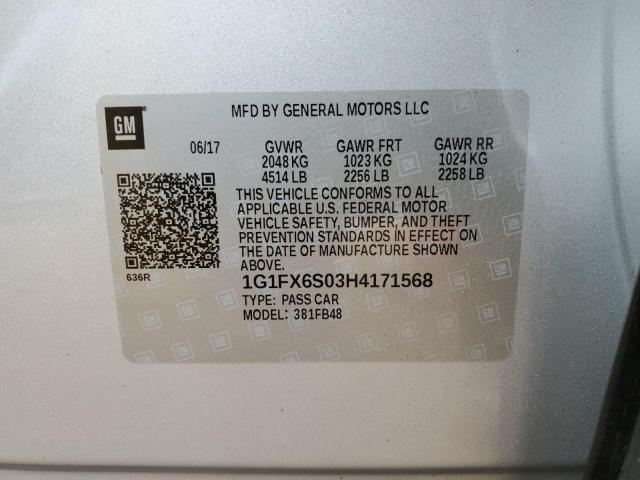 GM
MFD BY GENERAL MOTORS LLC
06/17 GVWR GAWR FRT GAWR RR
2048 KG 1023 KG 1024 KG
4514 LB 2256 LB 2258 LB
THIS VEHICLE CONFORMS TO ALL
APPLICABLE U.S. FEDERAL MOTOR
VEHICLE SAFETY, BUMPER, AND THEFT
PREVENTION STANDARDS IN EFFECT ON
THE DATE OF MANUFACTURE SHOWN
ABOVE.
636R
1G1FX6S03H4171568
TYPE: PASS CAR
MODEL: 381FB48